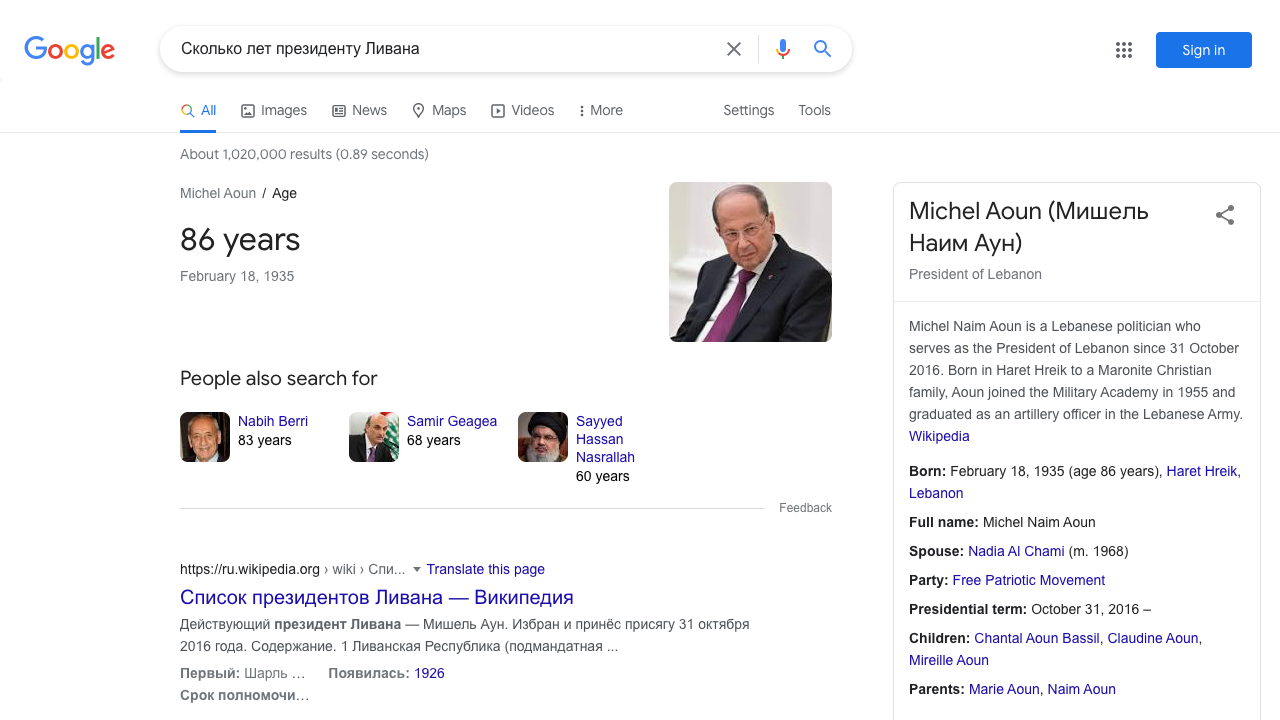 Google
Сколько лет президенту Ливана
Sign in
All
Images
News
Maps
Videos
More
Settings
Tools
About 1,020,000 results (0.89 seconds)
Michel Aoun / Age
86 years
February 18, 1935
People also search for
Nabih Berri
83 years
Samir Geagea
68 years
Sayyed
Hassan
Nasrallah
60 years
Feedback
https://ru.wikipedia.org › wiki › Спи... Translate this page
Список президентов Ливана — Википедия
Действующий президент Ливана — Мишель Аун. Избран и принёс присягу 31 октября
2016 года. Содержание. 1 Ливанская Республика (подмандатная ...
Первый: Шарль … Появилась: 1926
Срок полномочи…
Michel Aoun (Мишель
Наим Аун)
President of Lebanon
Michel Naim Aoun is a Lebanese politician who
serves as the President of Lebanon since 31 October
2016. Born in Haret Hreik to a Maronite Christian
family, Aoun joined the Military Academy in 1955 and
graduated as an artillery officer in the Lebanese Army.
Wikipedia
Born: February 18, 1935 (age 86 years), Haret Hreik,
Lebanon
Full name: Michel Naim Aoun
Spouse: Nadia Al Chami (m. 1968)
Party: Free Patriotic Movement
Presidential term: October 31, 2016 –
Children: Chantal Aoun Bassil, Claudine Aoun,
Mireille Aoun
Parents: Marie Aoun, Naim Aoun